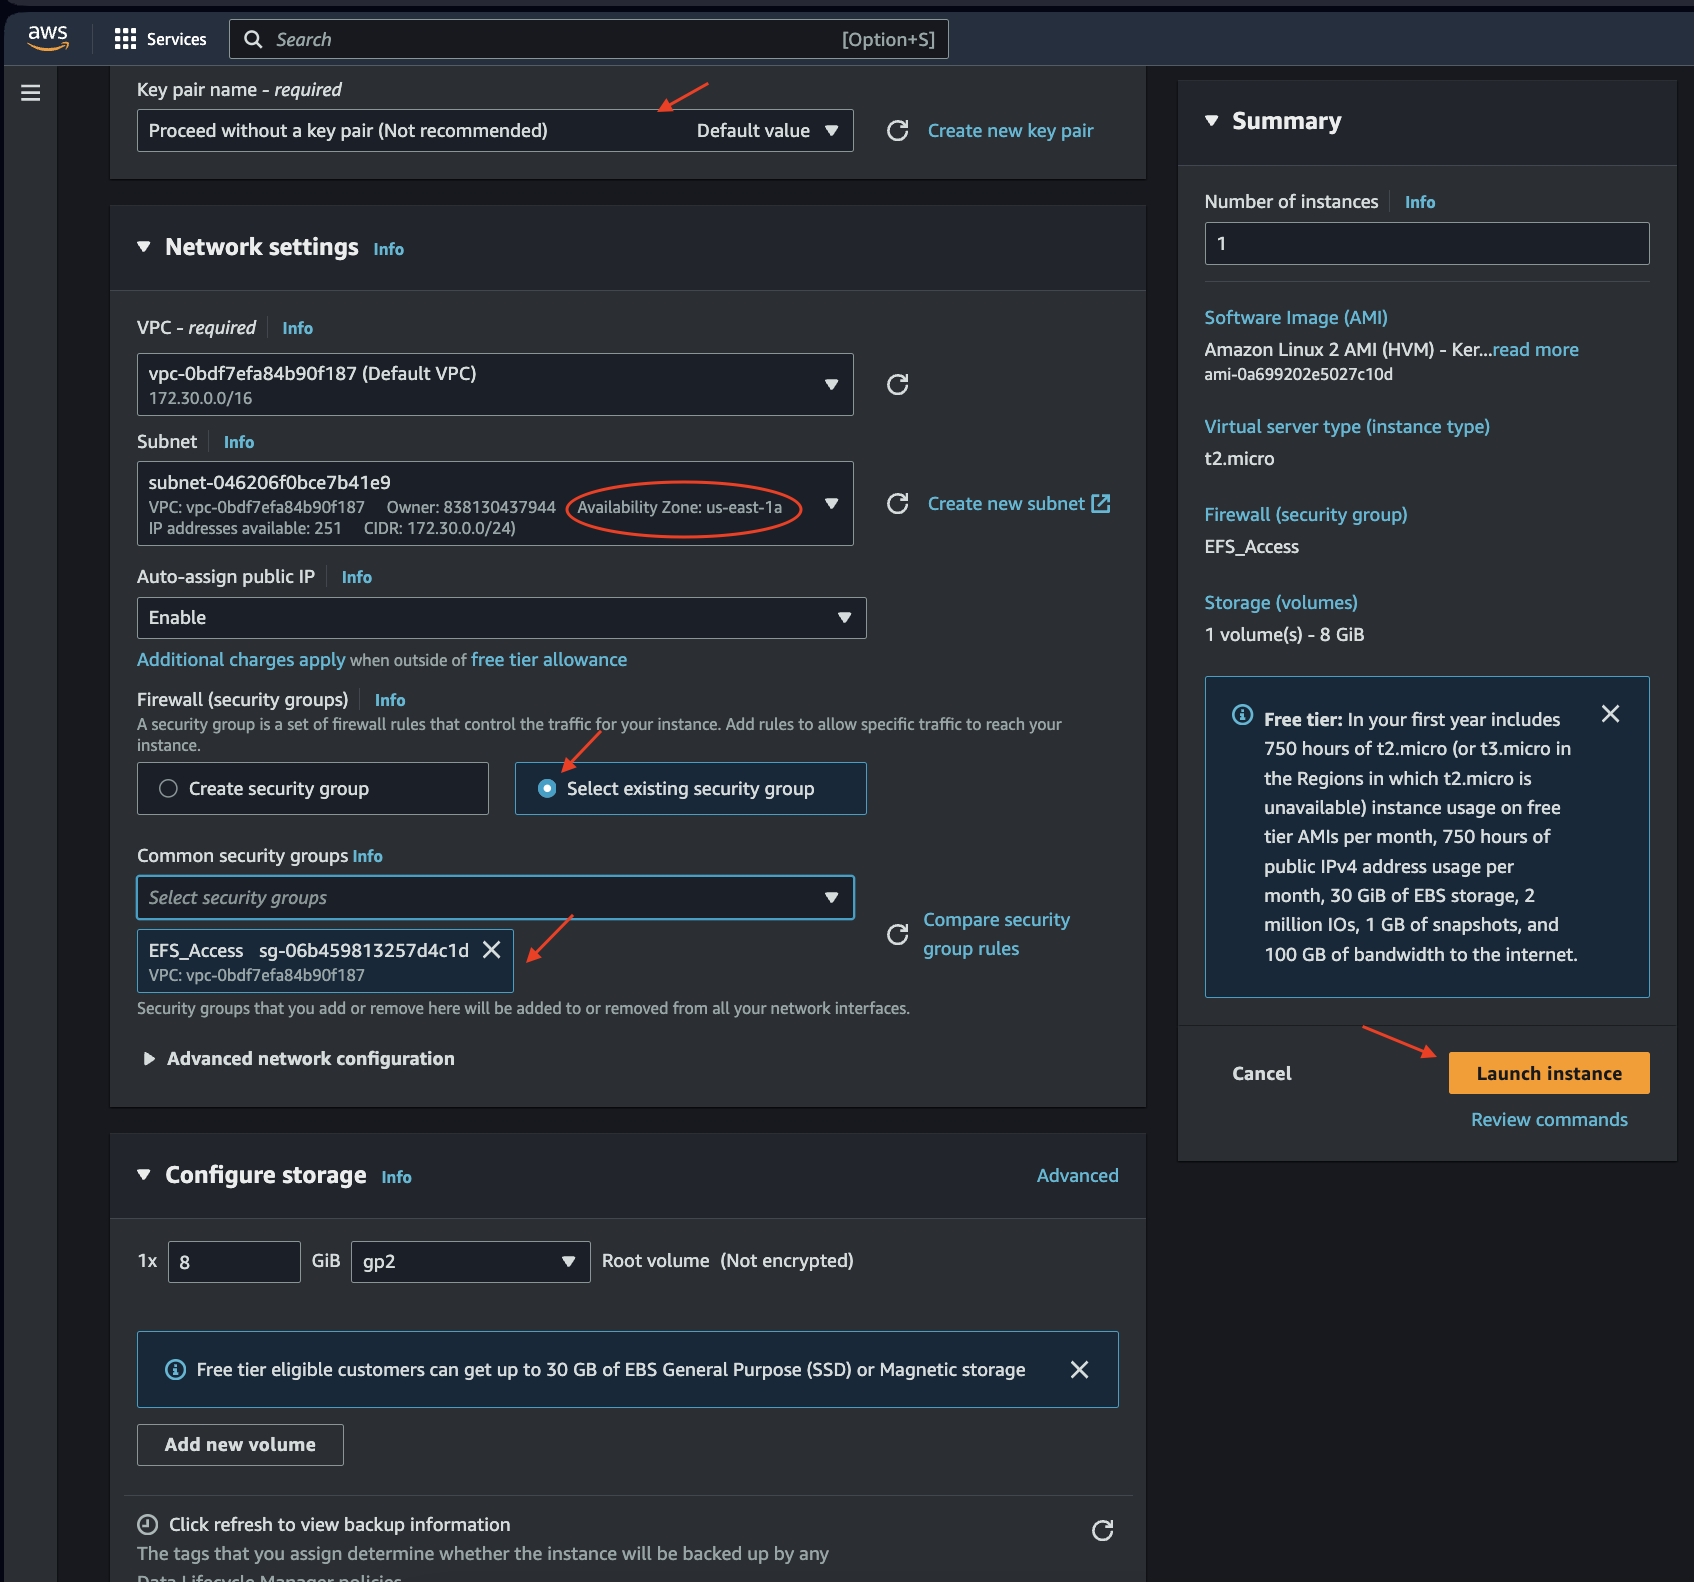 aws
Services
Search
[Option+S]
Key pair name - required
Proceed without a key pair (Not recommended)
Default value
Create new key pair
Network settings
Info
VPC - required
Info
vpc-0bdf7efa84b90f187 (Default VPC)
172.30.0.0/16
Subnet
Info
subnet-046206f0bce7b41e9
VPC: vpc-0bdf7efa84b90f187 Owner: 838130437944 Availability Zone: us-east-1a
IP addresses available: 251 CIDR: 172.30.0.0/24)
Create new subnet
Auto-assign public IP
Info
Enable
Additional charges apply when outside of free tier allowance
Firewall (security groups)
Info
A security group is a set of firewall rules that control the traffic for your instance. Add rules to allow specific traffic to reach your
instance.
Create security group
Select existing security group
Common security groups Info
Select security groups
EFS_Access sg-06b459813257d4c1d
VPC: vpc-0bdf7efa84b90f187
Compare security
group rules
Security groups that you add or remove here will be added to or removed from all your network interfaces.
Advanced network configuration
Configure storage
Info
Advanced
1x
8
GiB
gp2
Root volume (Not encrypted)
Free tier eligible customers can get up to 30 GB of EBS General Purpose (SSD) or Magnetic storage
Add new volume
Click refresh to view backup information
The tags that you assign determine whether the instance will be backed up by any
Data Lifecycle Manager policies.
Summary
Number of instances
Info
1
Software Image (AMI)
Amazon Linux 2 AMI (HVM) - Ker...read more
ami-0a699202e5027c10d
Virtual server type (instance type)
t2.micro
Firewall (security group)
EFS_Access
Storage (volumes)
1 volume(s) - 8 GiB
Free tier: In your first year includes
750 hours of t2.micro (or t3.micro in
the Regions in which t2.micro is
unavailable) instance usage on free
tier AMIs per month, 750 hours of
public IPv4 address usage per
month, 30 GiB of EBS storage, 2
million IOs, 1 GB of snapshots, and
100 GB of bandwidth to the internet.
Cancel
Launch instance
Review commands